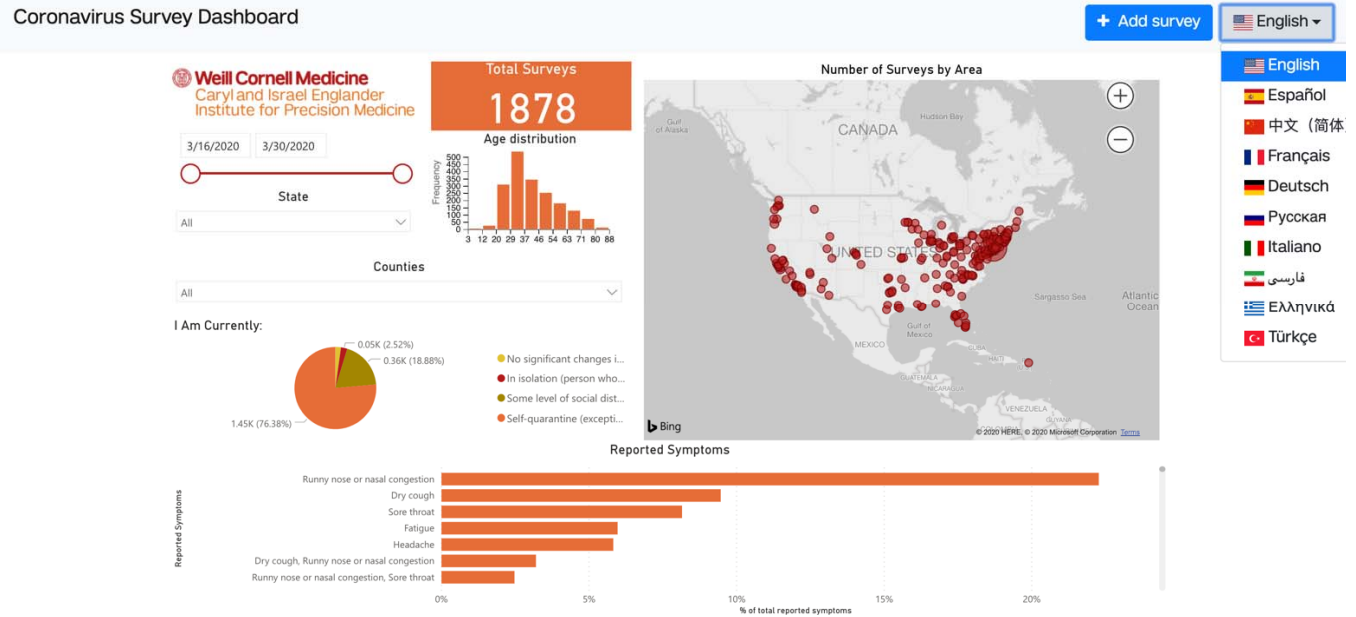 Coronavirus Survey Dashboard
+ Add survey
English
English
Español
中文（简体
Français
Deutsch
Русская
Italiano
فارسی
Ελληνικά
Türkçe
Weill Cornell Medicine
Caryl and Israel Englander
Institute for Precision Medicine
3/16/2020 3/30/2020
State
All
Counties
All
Total Surveys
1878
Age distribution
Frequency
500
450
400
350
300
250
200
150
100
50
0
3 12 20 29 37 46 54 63 71 80 88
Number of Surveys by Area
Gulf
of Alaska
CANADA
Hudson Bay
UNITED STATES
Sargasso Sea
Atlantic
Ocean
Gulf of
Mexico
MEXICO
CUBA
HAITI
GUATEMALA
NICARAGUA
VENEZUELA
GUYANA
COLOMBIA
Bing
© 2020 HERE, © 2020 Microsoft Corporation Terms
I Am Currently:
0.05K (2.52%)
0.36K (18.88%)
1.45K (76.38%)
No significant changes i...
In isolation (person who...
Some level of social dist...
Self-quarantine (excepti...
Reported Symptoms
Reported Symptoms
Runny nose or nasal congestion
Dry cough
Sore throat
Fatigue
Headache
Dry cough, Runny nose or nasal congestion
Runny nose or nasal congestion, Sore throat
0% 5% 10% 15% 20%
% of total reported symptoms